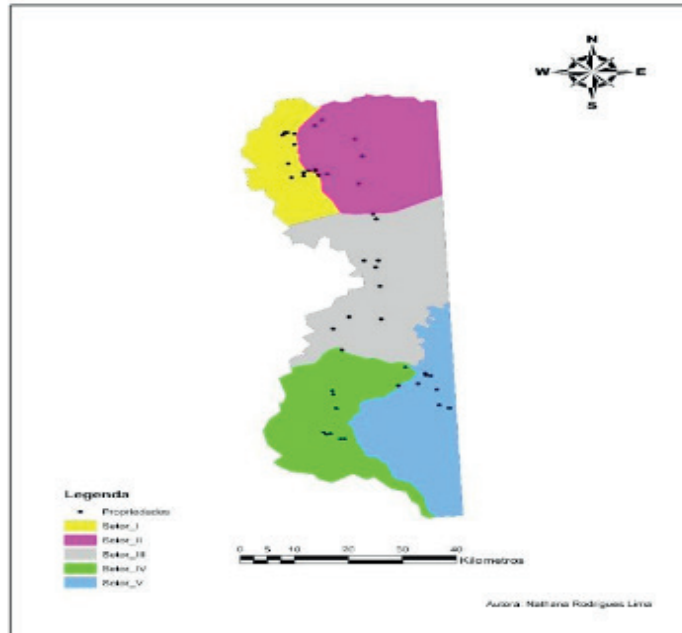 N
W E
S
Legenda
Propriedades
Setor_I
Setor_II
Setor_III
Setor_IV
Setor_V
0 5 10 20 30 40
Kilometros
Autora: Nathana Rodrigues Lima